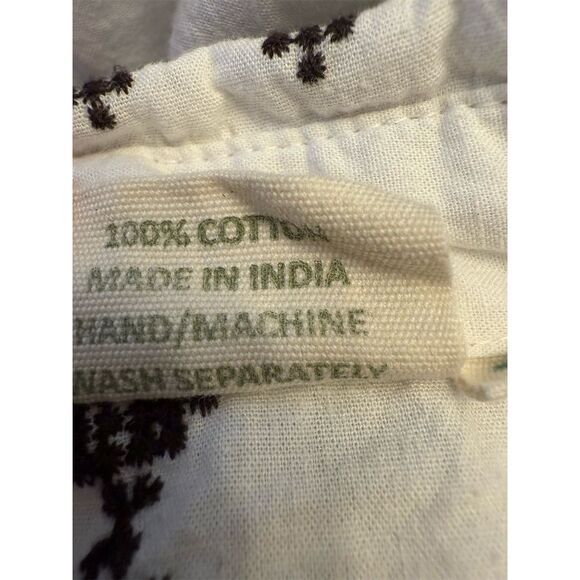 100% COTTON
MADE IN INDIA
HAND/MACHINE
WASH SEPARATELY